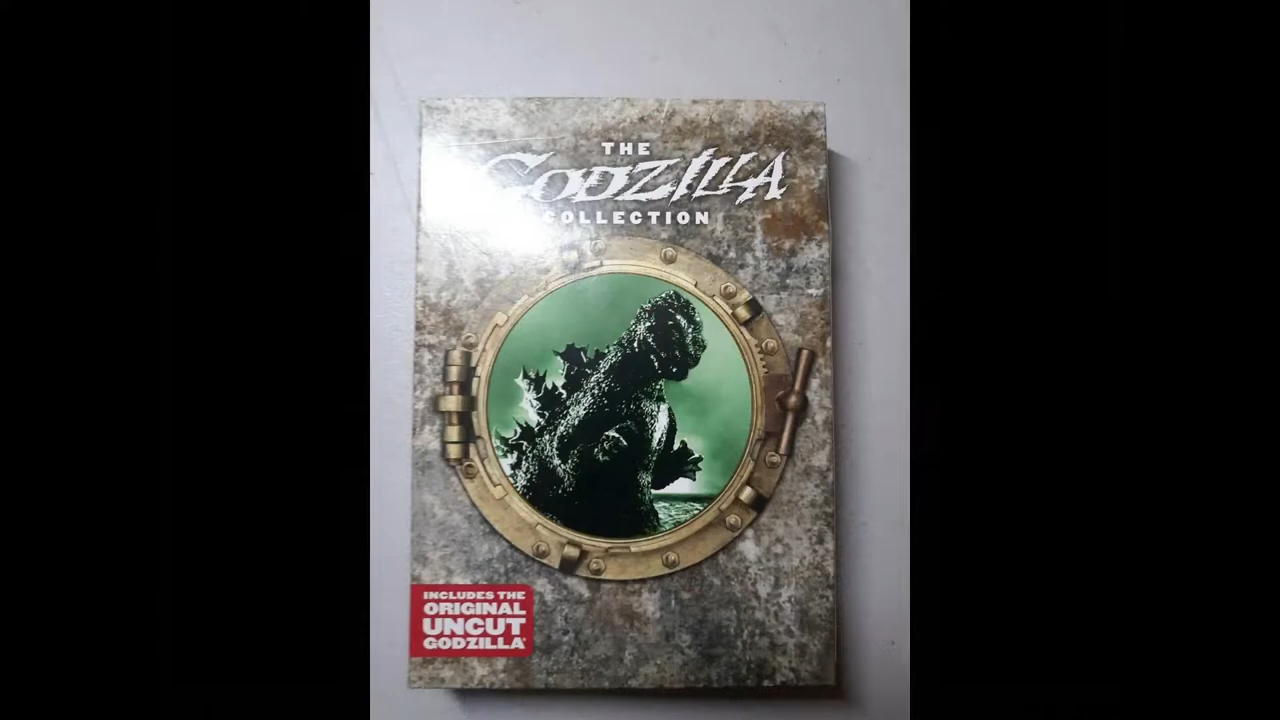 THE
GODZILLA
COLLECTION
INCLUDES THE
ORIGINAL
UNCUT
GODZILLA